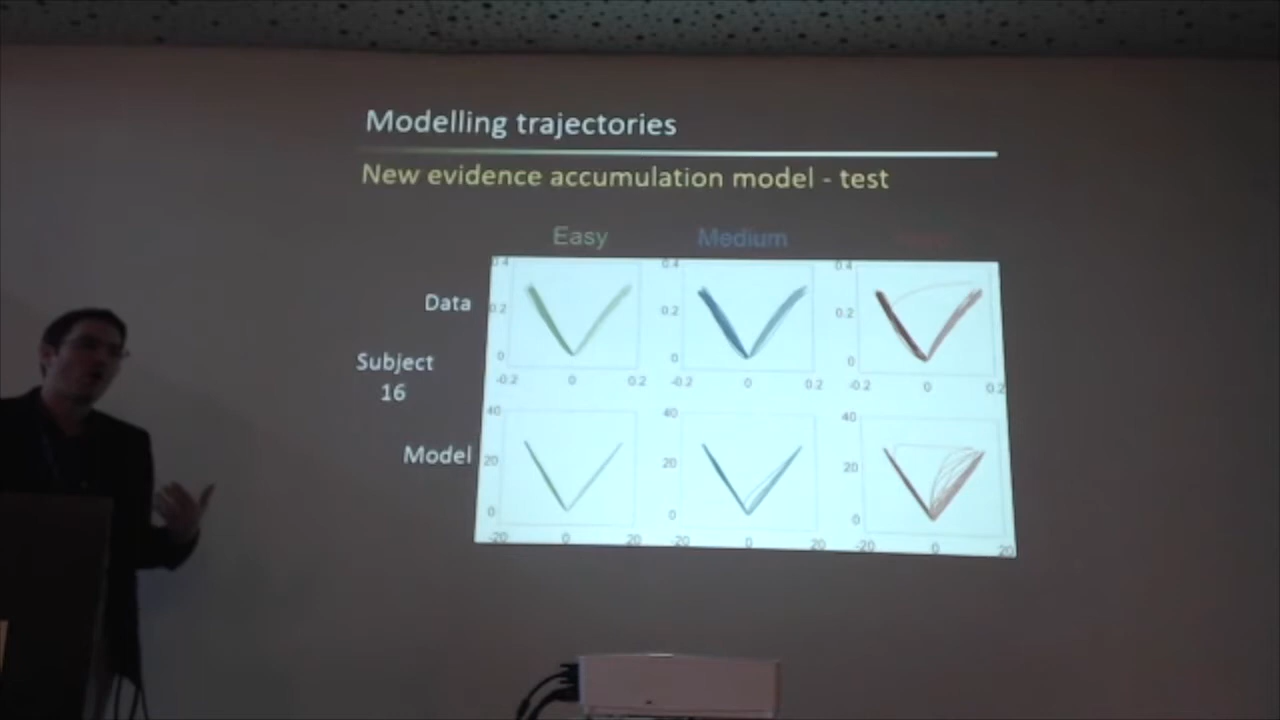 Modelling trajectories
New evidence accumulation model - test
Easy Medium
Data
Subject
16
Model
0.4 0.4 0.4
0.2 0.2 0.2
0 0 0
-0.2 0 0.2 -0.2 0 0.2 -0.2 0 0.2
40 40 40
20 20 20
0 0 0
-20 0 20 -20 0 20 -20 0 20